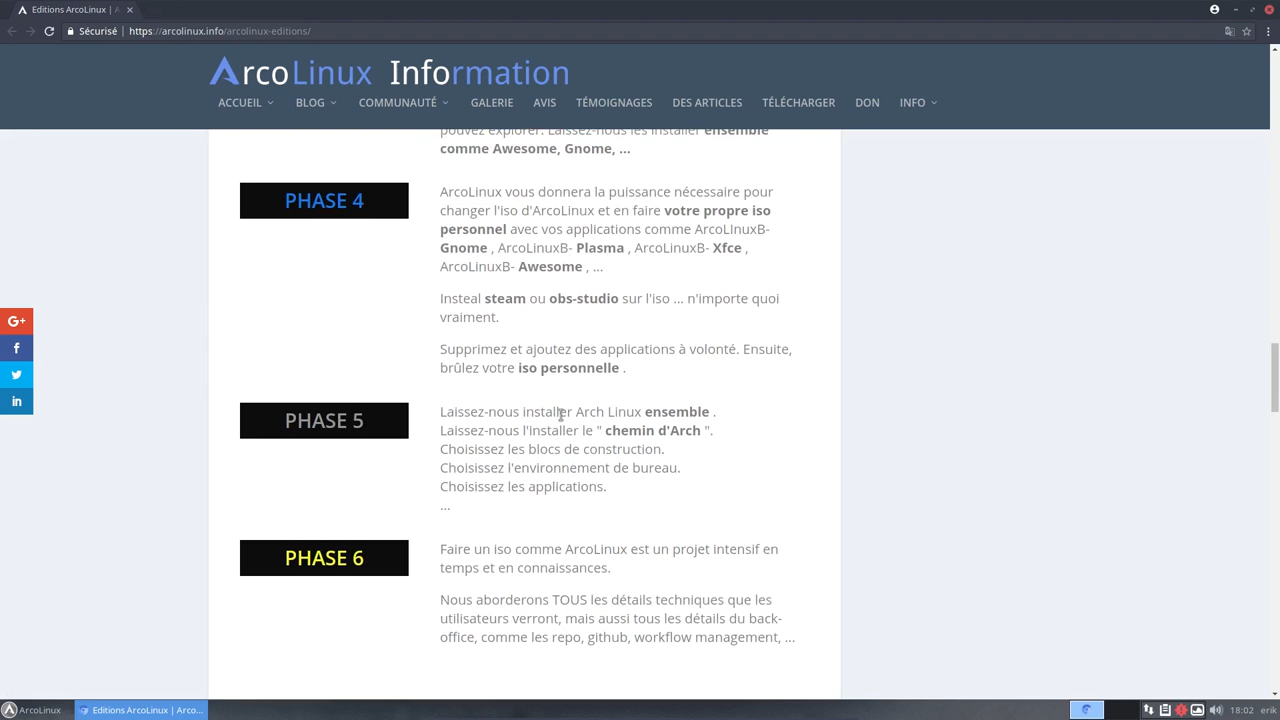 Editions ArcoLinux | A
Sécurisé
https://arcolinux.info/arcolinux-editions/
ArcoLinux Information
ACCUEIL
BLOG
COMMUNAUTÉ
GALERIE
AVIS
TÉMOIGNAGES
DES ARTICLES
TÉLÉCHARGER
DON
INFO
pouvez explorer. Laissez-nous les installer ensemble
comme Awesome, Gnome, ...
PHASE 4
ArcoLinux vous donnera la puissance nécessaire pour
changer l'iso d'ArcoLinux et en faire votre propre iso
personnel avec vos applications comme ArcoLInuxB-
Gnome , ArcoLinuxB- Plasma , ArcoLinuxB- Xfce ,
ArcoLinuxB- Awesome , ...
Insteal steam ou obs-studio sur l'iso ... n'importe quoi
vraiment.
Supprimez et ajoutez des applications à volonté. Ensuite,
brûlez votre iso personnelle .
PHASE 5
Laissez-nous installer Arch Linux ensemble .
Laissez-nous l'installer le " chemin d'Arch ".
Choisissez les blocs de construction.
Choisissez l'environnement de bureau.
Choisissez les applications.
...
PHASE 6
Faire un iso comme ArcoLinux est un projet intensif en
temps et en connaissances.
Nous aborderons TOUS les détails techniques que les
utilisateurs verront, mais aussi tous les détails du back-
office, comme les repo, github, workflow management, ...
G+
f
in
ArcoLinux
Editions ArcoLinux | Arco...
18:02
erik